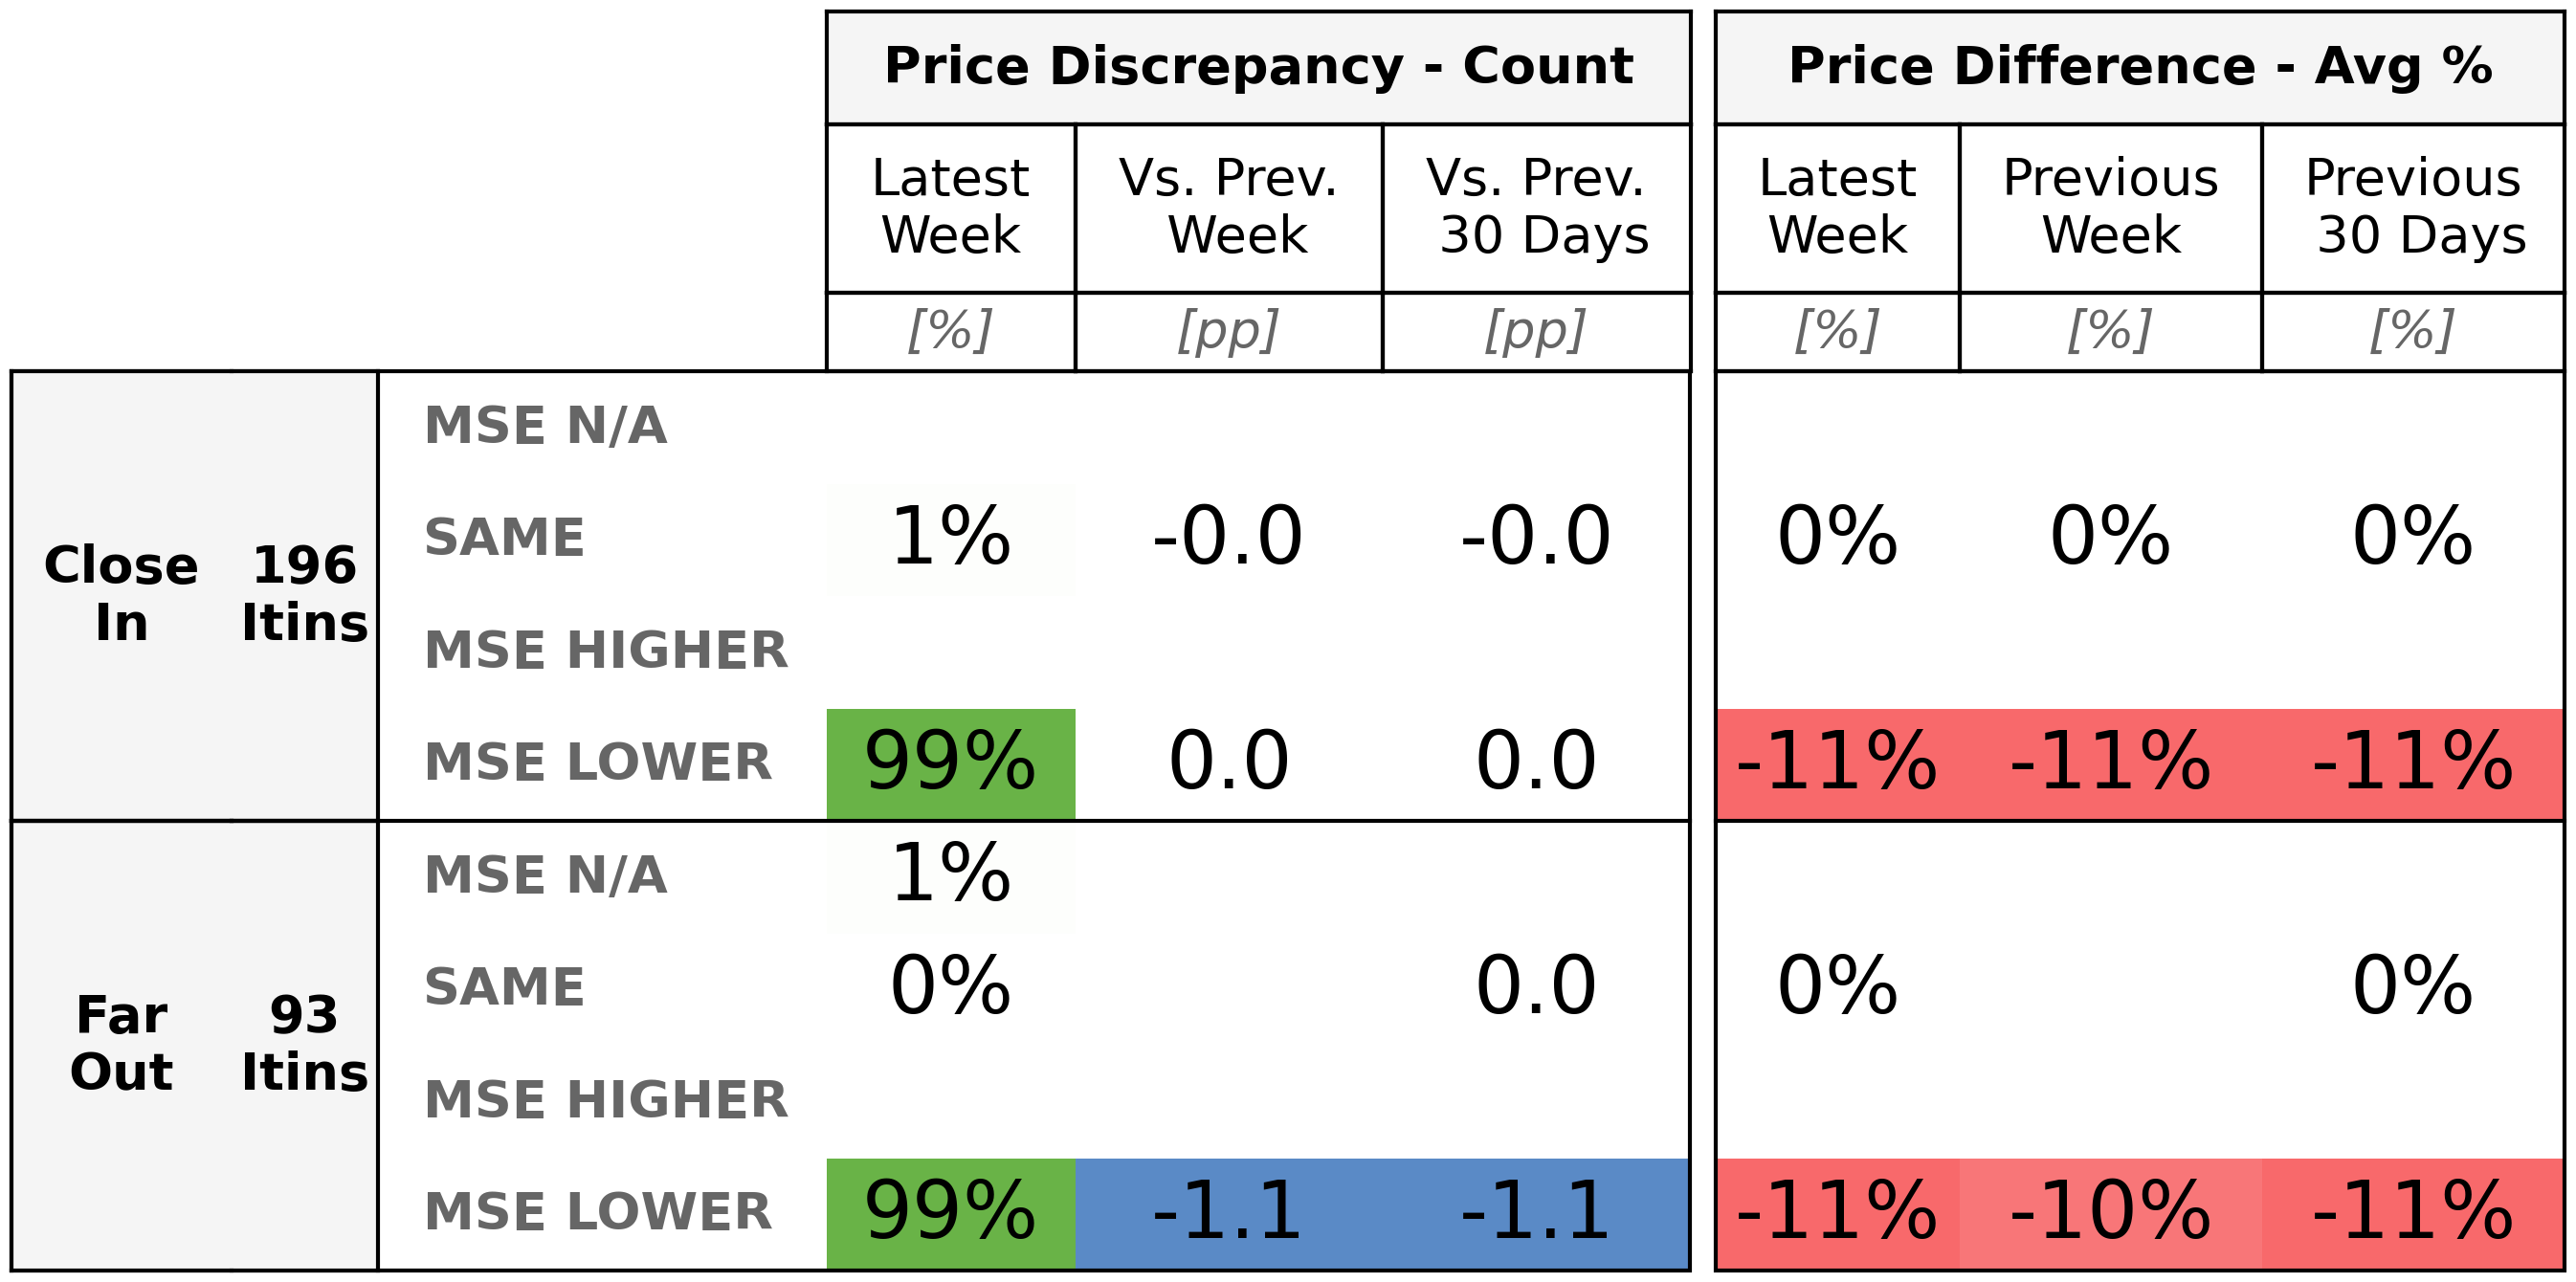 Price Discrepancy - Count Price Difference - Avg %
Latest Week Vs. Prev. Week Vs. Prev. 30 Days Latest Week Previous Week Previous 30 Days
[%] [pp] [pp] [%] [%] [%]
Close In 196 Itins
MSE N/A
SAME 1% -0.0 -0.0 0% 0% 0%
MSE HIGHER
MSE LOWER 99% 0.0 0.0 -11% -11% -11%
Far Out 93 Itins
MSE N/A 1%
SAME 0% 0.0 0% 0%
MSE HIGHER
MSE LOWER 99% -1.1 -1.1 -11% -10% -11%